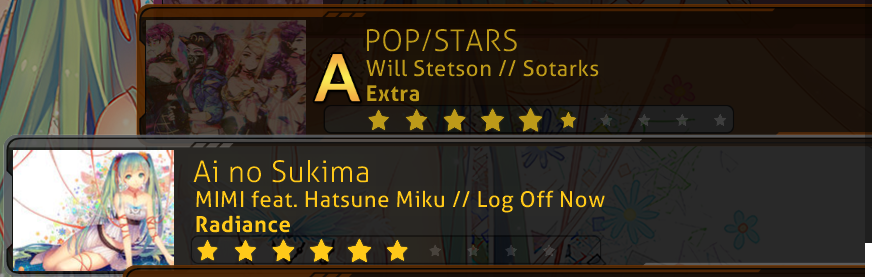 POP/STARS
A
Will Stetson // Sotarks
Extra
Ai no Sukima
MIMI feat. Hatsune Miku // Log Off Now
Radiance